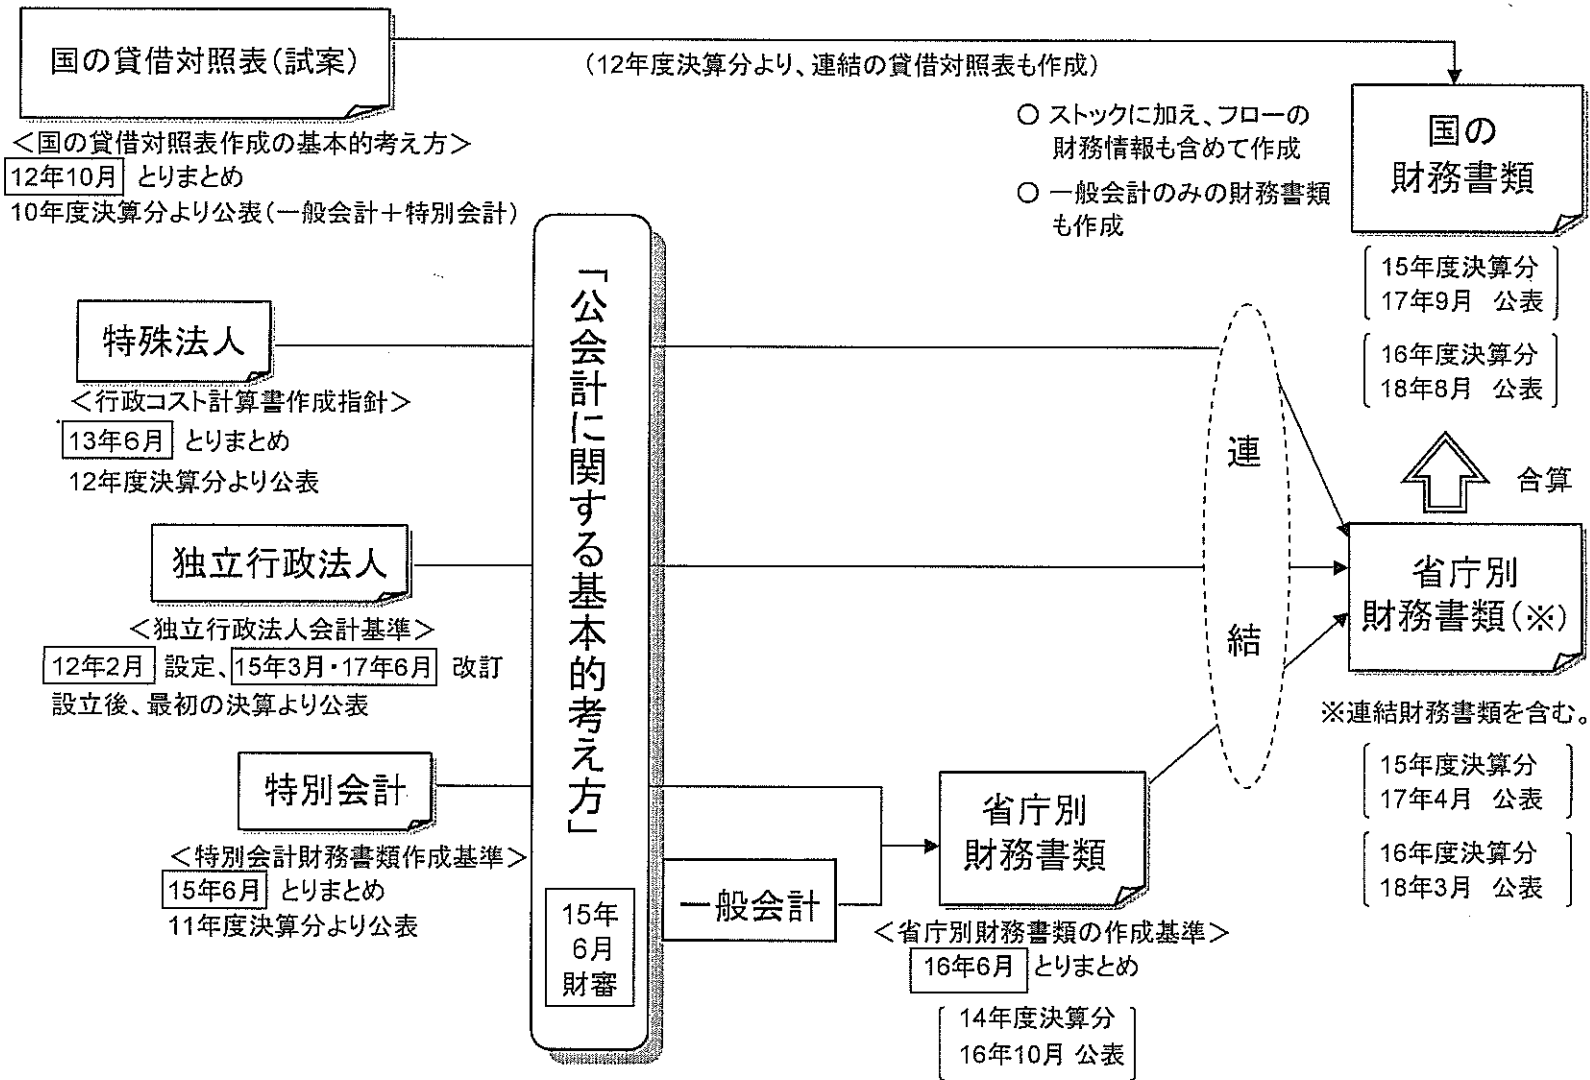 国の貸借対照表(試案)
(12年度決算分より、連結の貸借対照表も作成)
<国の貸借対照表作成の基本的考え方>
12年10月 とりまとめ
10年度決算分より公表(一般会計+特別会計)
○ ストックに加え、フローの
財務情報も含めて作成
○ 一般会計のみの財務書類
も作成
国の
財務書類
15年度決算分
17年9月 公表
16年度決算分
18年8月 公表
特殊法人
<行政コスト計算書作成指針>
13年6月 とりまとめ
12年度決算分より公表
独立行政法人
<独立行政法人会計基準>
12年2月 設定、15年3月・17年6月 改訂
設立後、最初の決算より公表
特別会計
<特別会計財務書類作成基準>
15年6月 とりまとめ
11年度決算分より公表
「公会計に関する基本的考え方」
15年
6月
財審
一般会計
省庁別
財務書類
<省庁別財務書類の作成基準>
16年6月 とりまとめ
14年度決算分
16年10月 公表
連結
合算
省庁別
財務書類(※)
※連結財務書類を含む。
15年度決算分
17年4月 公表
16年度決算分
18年3月 公表